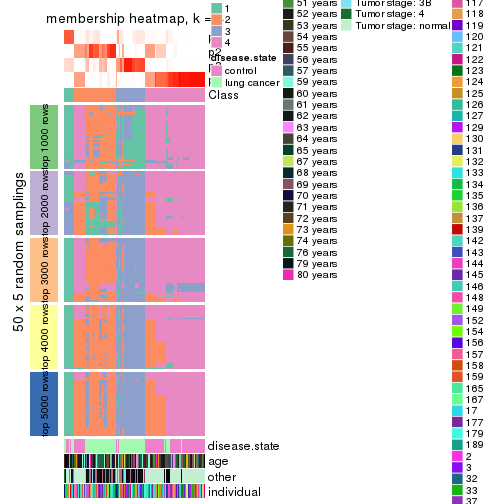 membership heatmap, k =
p2
Class
1
2
3
4
disease.state
control
lung cancer
50 x 5 random samplings
top 1000 rows
top 2000 rows
top 3000 rows
top 4000 rows
top 5000 rows
disease.state
age
other
individual
51 years
52 years
53 years
54 years
55 years
56 years
57 years
59 years
60 years
61 years
62 years
63 years
64 years
65 years
67 years
68 years
69 years
70 years
71 years
72 years
73 years
74 years
76 years
79 years
80 years
Tumor stage: 3B
Tumor stage: 4
Tumor stage: normal
117
118
119
120
121
122
123
124
125
126
127
129
130
131
132
133
134
135
136
137
139
142
143
144
145
146
148
149
152
154
156
157
158
159
165
167
17
177
179
189
2
3
32
33
37